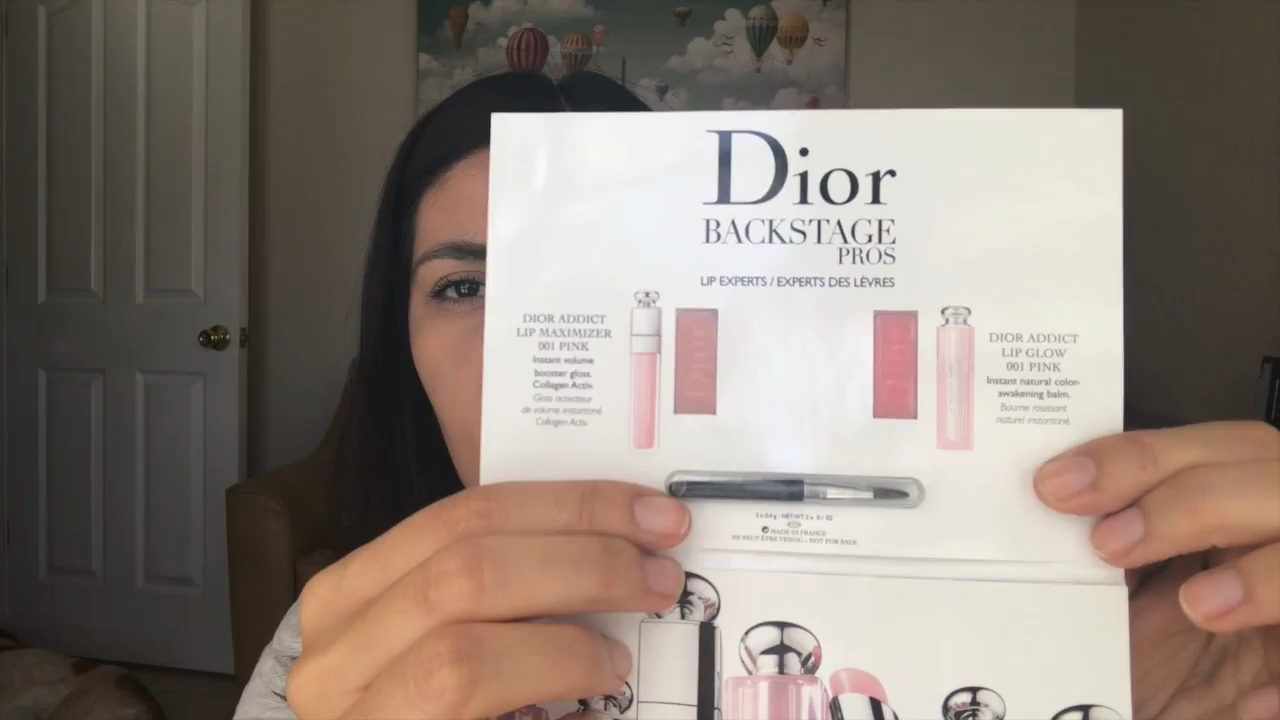 Dior
BACKSTAGE
PROS
LIP EXPERTS / EXPERTS DES LÈVRES
DIOR ADDICT
LIP MAXIMIZER
001 PINK
Instant volume
booster gloss.
Collagen Activ.
Gloss activateur
de volume instantané.
Collagen Activ.
Dior
DIOR ADDICT
LIP GLOW
001 PINK
Instant natural color-
awakening balm.
Baume rosissant
naturel instantané.
MADE IN FRANCE
NE PEUT ÊTRE VENDU - NOT FOR SALE